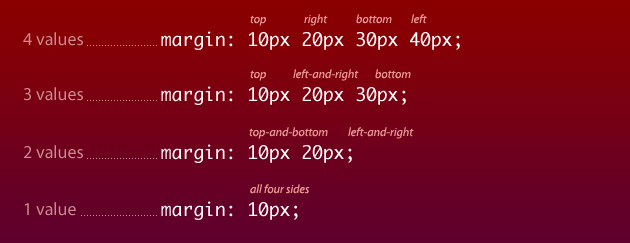 top right bottom left
4 values margin: 10px 20px 30px 40px;
top left-and-right bottom
3 values margin: 10px 20px 30px;
top-and-bottom left-and-right
2 values margin: 10px 20px;
all four sides
1 value margin: 10px;